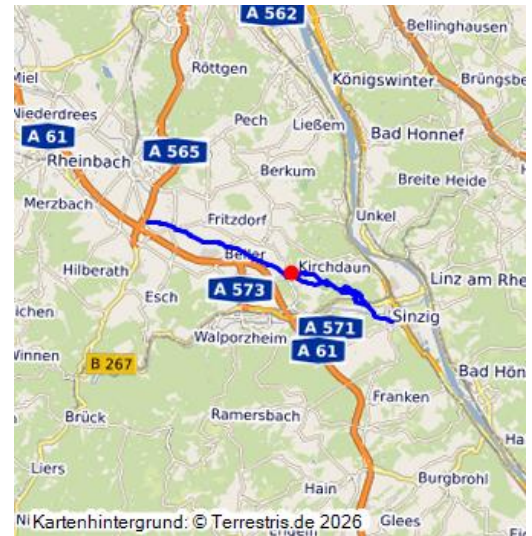 A 562
Bellinghausen
Röttgen
Königswinter
Brüngsbe
Miel
Pech
Ließem
Niederdrees
A 61
Bad Honnef
A 565
Rheinbach
Berkum
Breite Heide
Merzbach
Fritzdorf
Unkel
Beller
Kirchdaun
Hilberath
Linz am Rhe
A 573
Esch
Sinzig
A 571
Walporzheim
A 61
Winnen
B 267
Bad Hön
Franken
Brück
Ramersbach
Liers
Burgbrohl
Hain
Kartenhintergrund: © Terrestris.de 2026
Glees